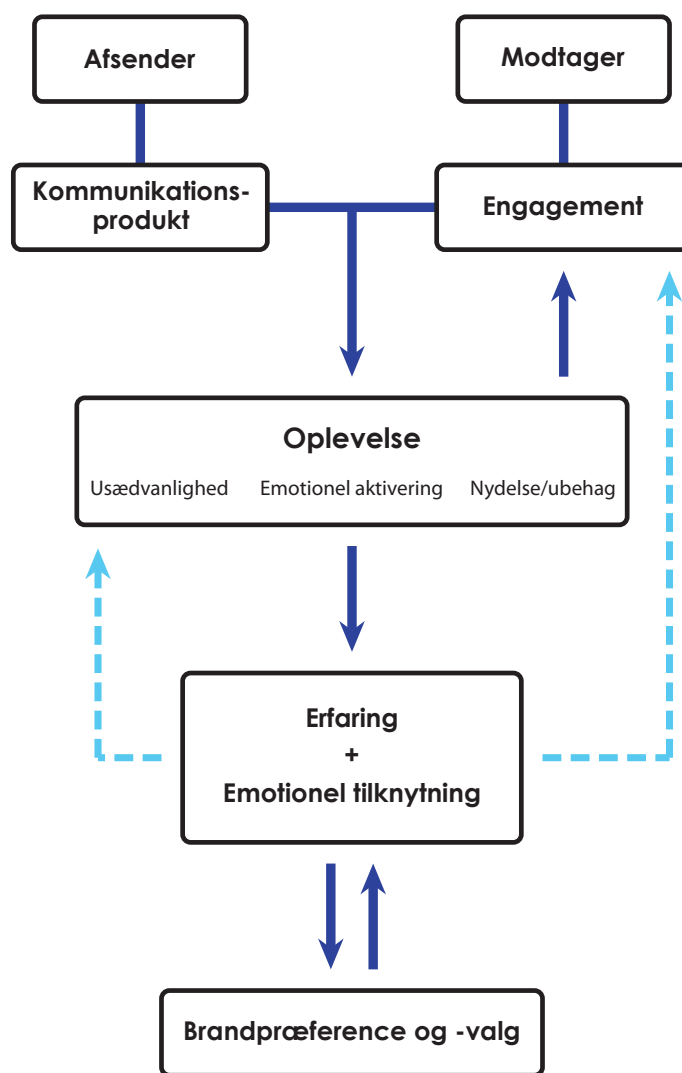 Afsender
Modtager
Kommunikations-
produkt
Engagement
Oplevelse
Usædvanlighed Emotionel aktivering Nydelse/ubehag
Erfaring
+
Emotionel tilknytning
Brandpræference og -valg